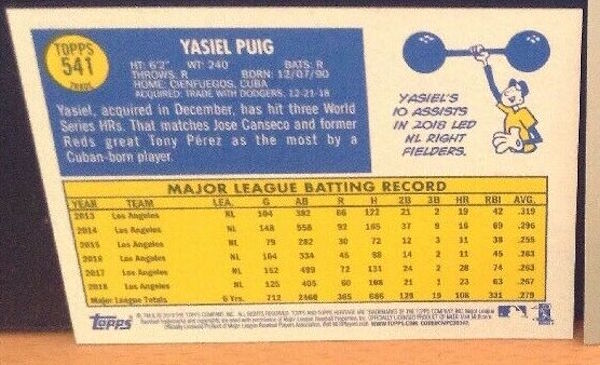 TOPPS
541
YASIEL PUIG
HT: 6'2" WT: 240 BATS: R
THROWS: R BORN: 12/07/90
HOME: CIENFUEGOS, CUBA
ACQUIRED: TRADE WITH DODGERS, 12-21-18
Yasiel, acquired in December, has hit three World
Series HRs. That matches Jose Canseco and former
Reds great Tony Pérez as the most by a
Cuban-born player.
YASIEL'S
10 ASSISTS
IN 2018 LED
NL RIGHT
FIELDERS.
MAJOR LEAGUE BATTING RECORD
YEAR TEAM LEA. G AB R H 2B 3B HR RBI AVG.
2013 Los Angeles NL 104 382 66 122 21 2 19 42 .319
2014 Los Angeles NL 148 558 92 165 37 9 16 69 .296
2015 Los Angeles NL 79 282 30 72 12 3 11 38 .255
2016 Los Angeles NL 104 334 45 88 14 2 11 45 .263
2017 Los Angeles NL 152 499 72 131 24 2 28 74 .263
2018 Los Angeles NL 125 405 60 108 21 1 23 63 .267
Major League Totals 6 Yrs. 712 2460 365 686 129 19 108 331 .279
topps